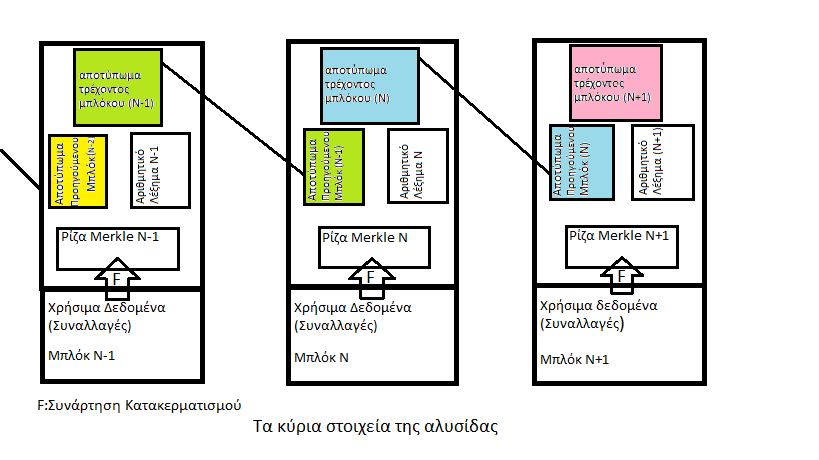 αποτύπωμα
τρέχοντος
μπλόκου (N-1)
Αποτύπωμα
Προηγούμενου
Μπλόκ(N-2)
Αριθμητικό
Λέξημα N-1
Ρίζα Merkle N-1
F
Χρήσιμα Δεδομένα
(Συναλλαγές)
Μπλόκ N-1
αποτύπωμα
τρέχοντος
μπλόκου (N)
Αποτύπωμα
Προηγούμενου
Μπλόκ (N+1)
Αριθμητικό
Λέξημα N
Ρίζα Merkle N
F
Χρήσιμα Δεδομένα
(Συναλλαγές)
Μπλόκ N
αποτύπωμα
τρέχοντος
μπλόκου (N+1)
Αποτύπωμα
Προηγούμενου
Μπλόκ (N)
Αριθμητικό
Λέξημα (N+1)
Ρίζα Merkle N+1
F
Χρήσιμα δεδομένα
(Συναλλαγές)
Μπλόκ N+1
F:Συνάρτηση Κατακερματισμού
Τα κύρια στοιχεία της αλυσίδας